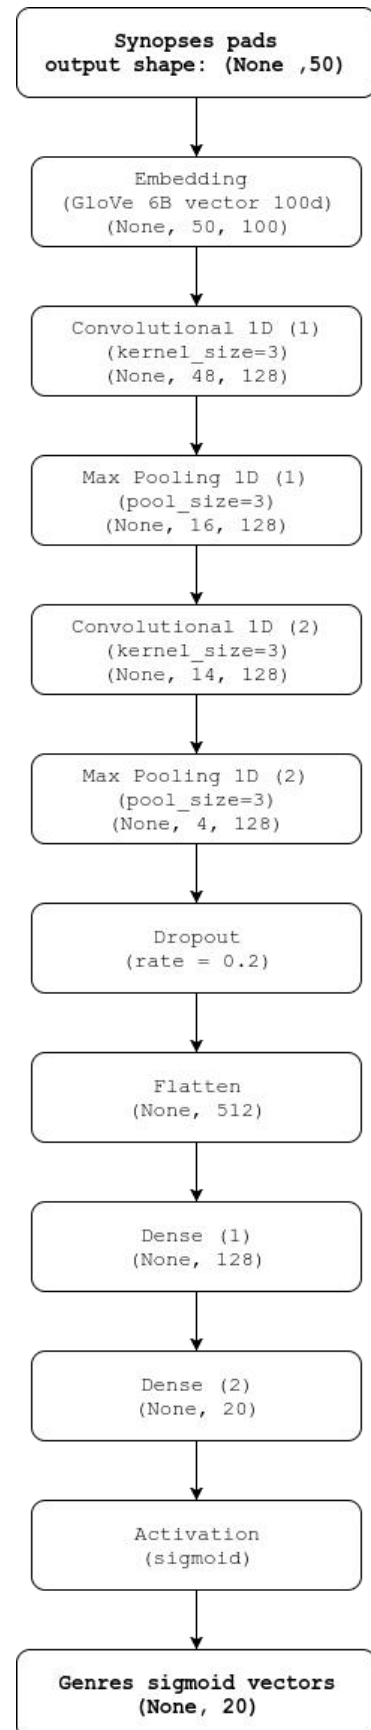 Synopses pads
output shape: (None ,50)
Embedding
(GloVe 6B vector 100d)
(None, 50, 100)
Convolutional 1D (1)
(kernel_size=3)
(None, 48, 128)
Max Pooling 1D (1)
(pool_size=3)
(None, 16, 128)
Convolutional 1D (2)
(kernel_size=3)
(None, 14, 128)
Max Pooling 1D (2)
(pool_size=3)
(None, 4, 128)
Dropout
(rate = 0.2)
Flatten
(None, 512)
Dense (1)
(None, 128)
Dense (2)
(None, 20)
Activation
(sigmoid)
Genres sigmoid vectors
(None, 20)